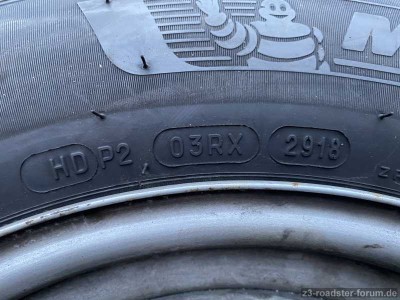 M
HD P2 03RX 2918
z3-roadster-forum.de